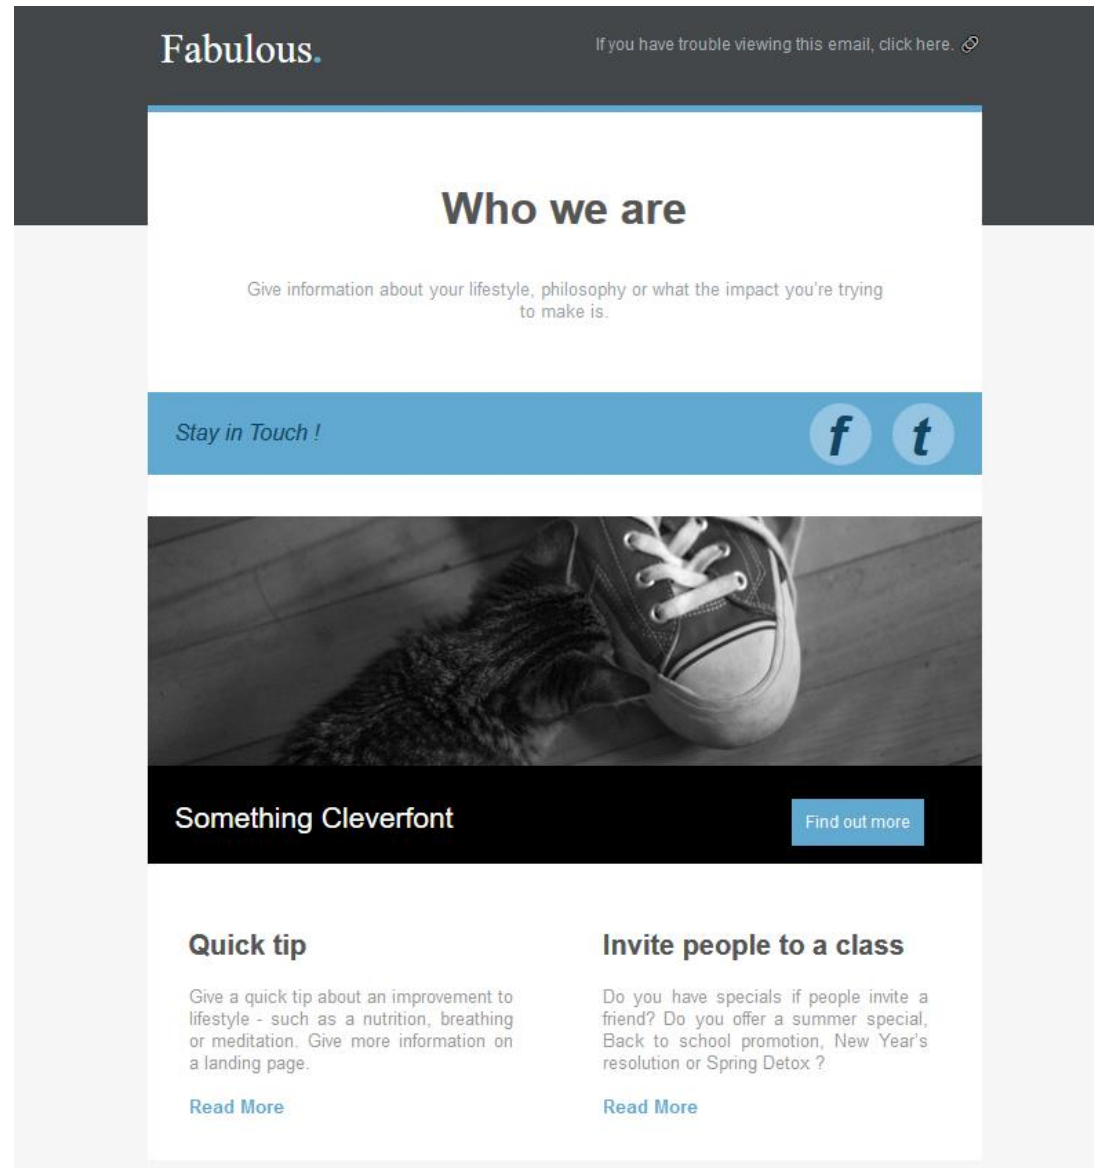 Fabulous.
If you have trouble viewing this email, click here.
Who we are
Give information about your lifestyle, philosophy or what the impact you're trying
to make is.
Stay in Touch !
f t
Something Cleverfont
Find out more
Quick tip
Give a quick tip about an improvement to
lifestyle - such as a nutrition, breathing
or meditation. Give more information on
a landing page.
Read More
Invite people to a class
Do you have specials if people invite a
friend? Do you offer a summer special,
Back to school promotion, New Year's
resolution or Spring Detox ?
Read More